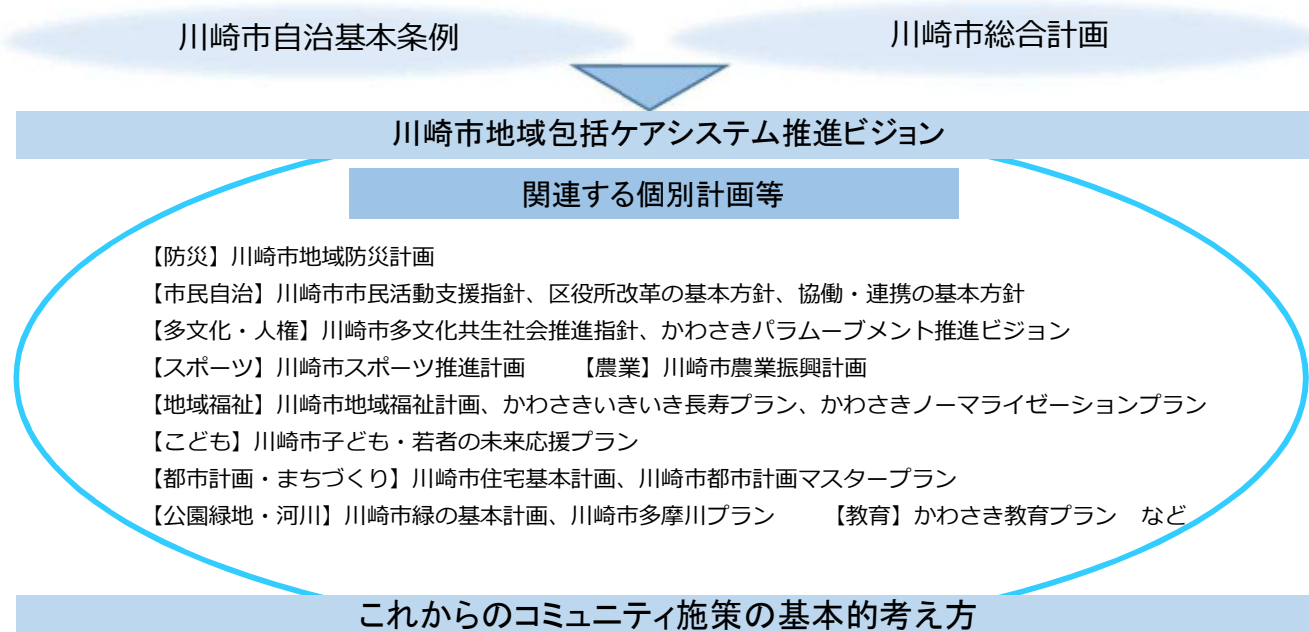 川崎市自治基本条例
川崎市総合計画
川崎市地域包括ケアシステム推進ビジョン
関連する個別計画等
【防災】川崎市地域防災計画
【市民自治】川崎市市民活動支援指針、区役所改革の基本方針、協働・連携の基本方針
【多文化・人権】川崎市多文化共生社会推進指針、かわさきパラムーブメント推進ビジョン
【スポーツ】川崎市スポーツ推進計画　　【農業】川崎市農業振興計画
【地域福祉】川崎市地域福祉計画、かわさきいきいき長寿プラン、かわさきノーマライゼーションプラン
【こども】川崎市子ども・若者の未来応援プラン
【都市計画・まちづくり】川崎市住宅基本計画、川崎市都市計画マスタープラン
【公園緑地・河川】川崎市緑の基本計画、川崎市多摩川プラン　　【教育】かわさき教育プラン　など
これからのコミュニティ施策の基本的考え方